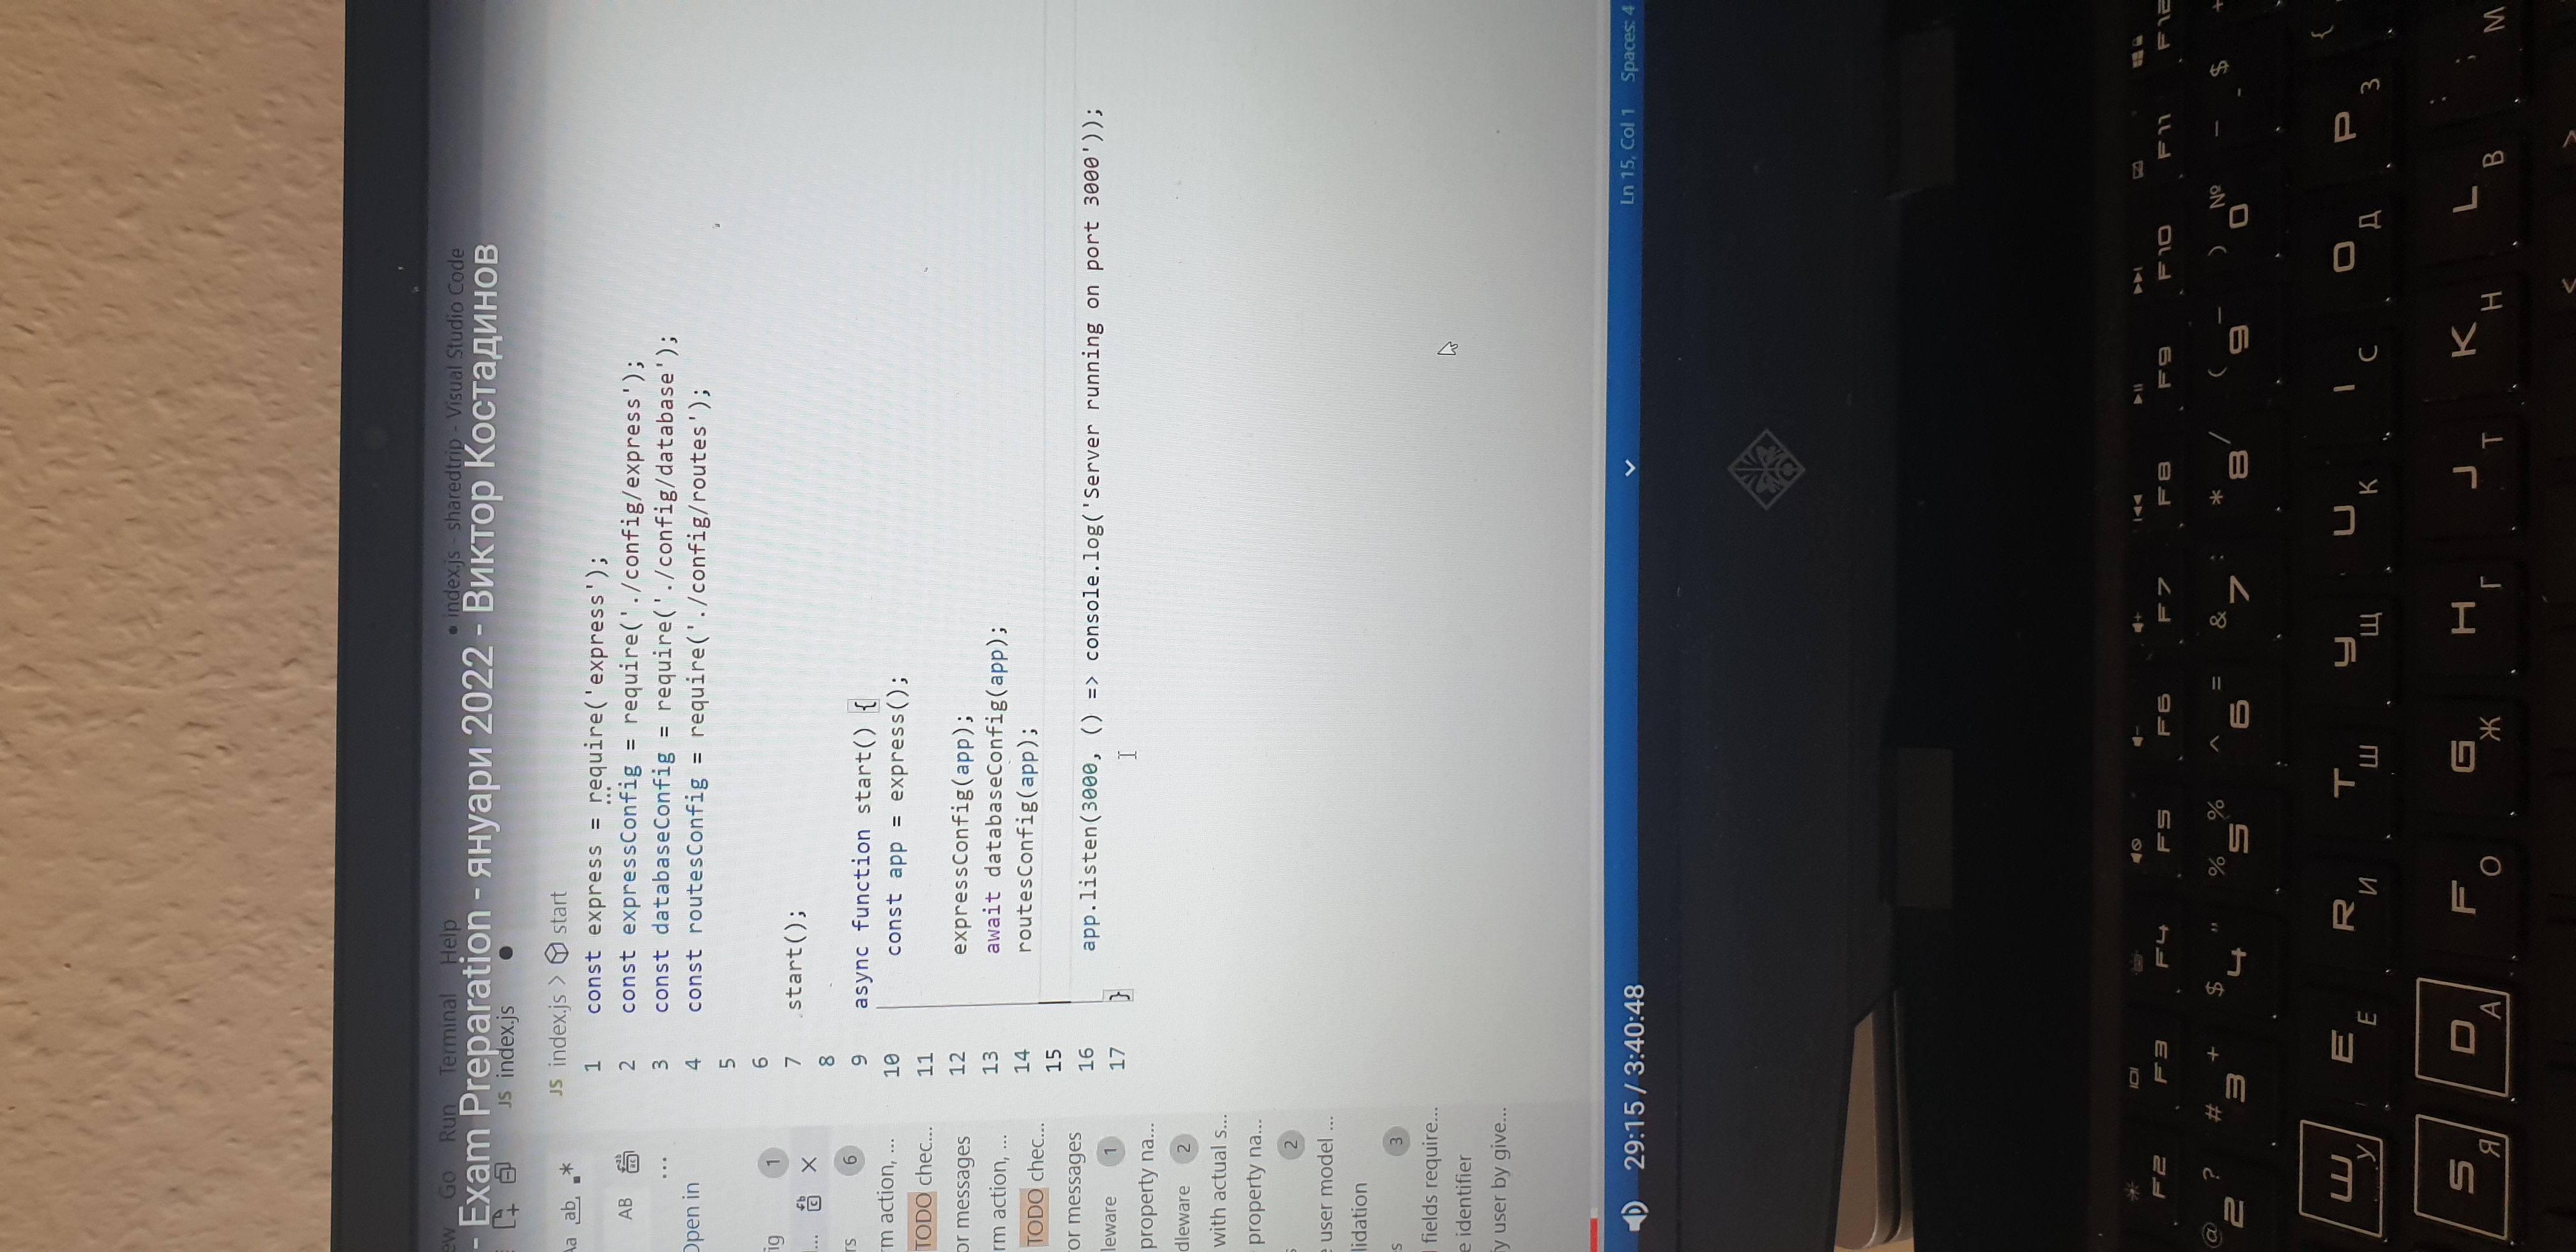 ew Go Run Terminal Help
index.js - sharedtrip - Visual Studio Code
- Exam Preparation - януари 2022 - Виктор Костадинов
JS index.js
JS index.js > start
Aa ab *
AB
...
Open in
ig 1
...
rs 6
rm action, ...
TODO chec...
or messages
rm action, ...
TODO chec...
or messages
leware 1
property na...
dleware 2
with actual s...
property na...
s 2
e user model ...
lidation
s 3
fields require...
e identifier
fy user by give...
1 const express = require('express');
2 const expressConfig = require('./config/express');
3 const databaseConfig = require('./config/database');
4 const routesConfig = require('./config/routes');
5
6
7 start();
8
9 async function start() {
10 const app = express();
11
12 expressConfig(app);
13 await databaseConfig(app);
14 routesConfig(app);
15
16 app.listen(3000, () => console.log('Server running on port 3000'));
17 }
29:15 / 3:40:48
Ln 15, Col 1 Spaces: 4
F2 F3 F4 F5 F6 F7 F8 F9 F10 F11 F12
@ ? # + $ " % % ^ = & : * / ( — ) № — $ +
2 3 4 5 6 7 8 9 0 -
Ш E R T Y U I O P {
У Е И Ш Щ К С Д З
S D F G H J K L : ;
Я А О Ж Г Т Н В М
< >